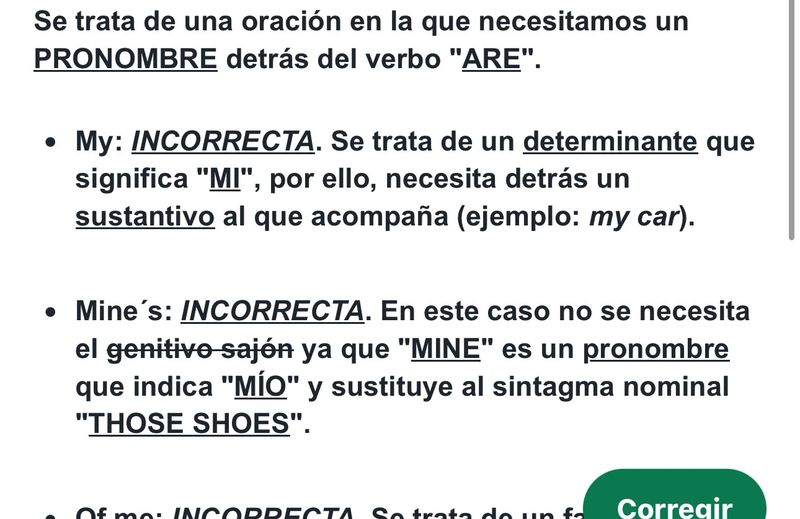 Se trata de una oración en la que necesitamos un
PRONOMBRE detrás del verbo "ARE".
• My: INCORRECTA. Se trata de un determinante que
significa "MI", por ello, necesita detrás un
sustantivo al que acompaña (ejemplo: my car).
• Mine´s: INCORRECTA. En este caso no se necesita
el genitivo sajón ya que "MINE" es un pronombre
que indica "MÍO" y sustituye al sintagma nominal
"THOSE SHOES".
• Of me: INCORRECTA. Se trata de un
Corregir